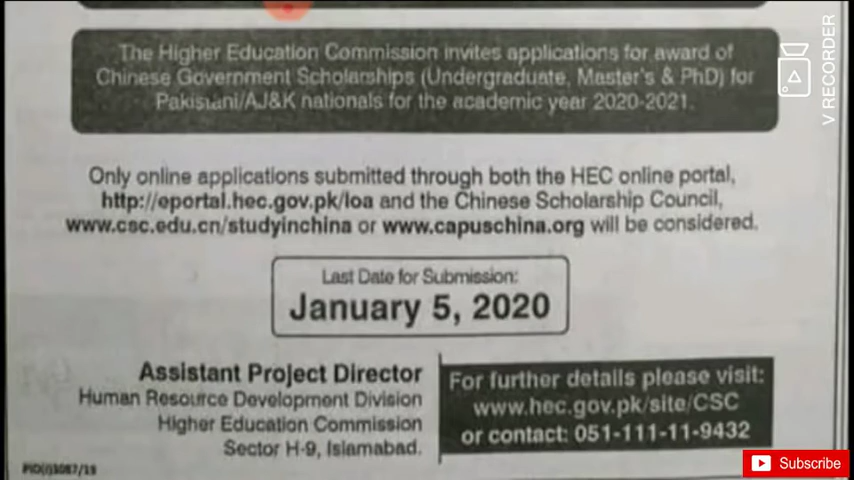 The Higher Education Commission invites applications for award of
Chinese Government Scholarships (Undergraduate, Master's & PhD) for
Pakistani/AJ&K nationals for the academic year 2020-2021.
Only online applications submitted through both the HEC online portal,
http://eportal.hec.gov.pk/loa and the Chinese Scholarship Council,
www.csc.edu.cn/studyinchina or www.capuschina.org will be considered.
Last Date for Submission:
January 5, 2020
Assistant Project Director
Human Resource Development Division
Higher Education Commission
Sector H-9, Islamabad.
For further details please visit:
www.hec.gov.pk/site/CSC
or contact: 051-111-11-9432
PID(I)3087/19
V RECORDER
Subscribe